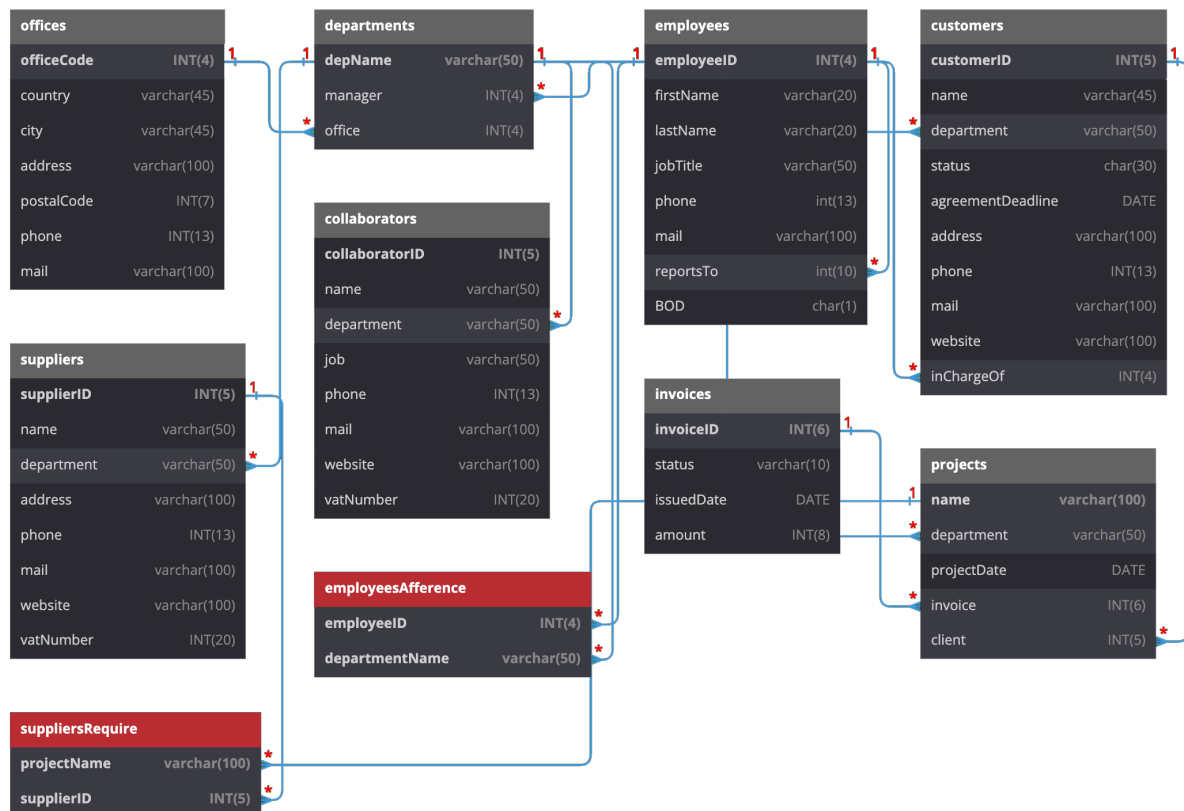 offices
officeCode INT(4)
country varchar(45)
city varchar(45)
address varchar(100)
postalCode INT(7)
phone INT(13)
mail varchar(100)
departments
depName varchar(50)
manager INT(4)
office INT(4)
employees
employeeID INT(4)
firstName varchar(20)
lastName varchar(20)
jobTitle varchar(50)
phone int(13)
mail varchar(100)
reportsTo int(10)
BOD char(1)
customers
customerID INT(5)
name varchar(45)
department varchar(50)
status char(30)
agreementDeadline DATE
address varchar(100)
phone INT(13)
mail varchar(100)
website varchar(100)
inChargeOf INT(4)
collaborators
collaboratorID INT(5)
name varchar(50)
department varchar(50)
job varchar(50)
phone INT(13)
mail varchar(100)
website varchar(100)
vatNumber INT(20)
suppliers
supplierID INT(5)
name varchar(50)
department varchar(50)
address varchar(100)
phone INT(13)
mail varchar(100)
website varchar(100)
vatNumber INT(20)
invoices
invoiceID INT(6)
status varchar(10)
issuedDate DATE
amount INT(8)
projects
name varchar(100)
department varchar(50)
projectDate DATE
invoice INT(6)
client INT(5)
employeesAfference
employeeID INT(4)
departmentName varchar(50)
suppliersRequire
projectName varchar(100)
supplierID INT(5)
1
1
1
1
1
1
1
1
1
*
*
*
*
*
*
*
*
*
*
*
*
*